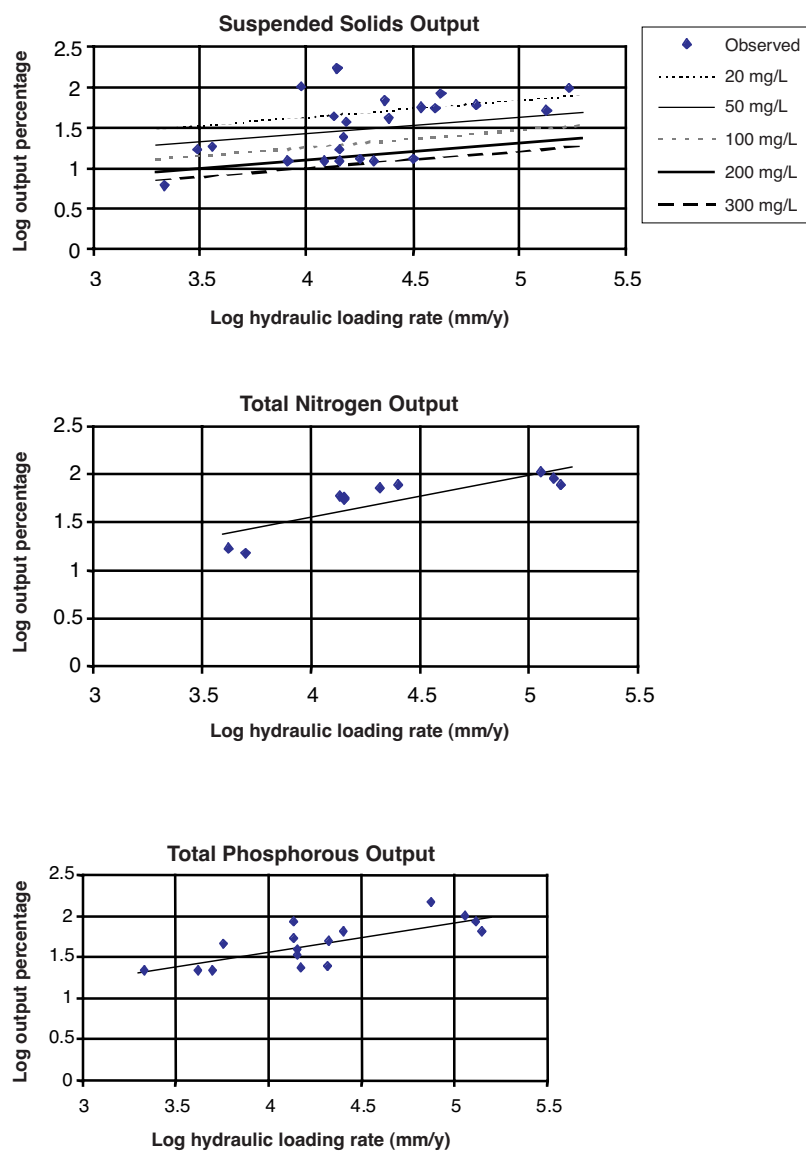 Suspended Solids Output
2.5
2
1.5
1
0.5
0
3
3.5
4
4.5
5
5.5
Log output percentage
Log hydraulic loading rate (mm/y)
Observed
20 mg/L
50 mg/L
100 mg/L
200 mg/L
300 mg/L
Total Nitrogen Output
2.5
2
1.5
1
0.5
0
3
3.5
4
4.5
5
5.5
Log output percentage
Log hydraulic loading rate (mm/y)
Total Phosphorous Output
2.5
2
1.5
1
0.5
0
3
3.5
4
4.5
5
5.5
Log output percentage
Log hydraulic loading rate (mm/y)